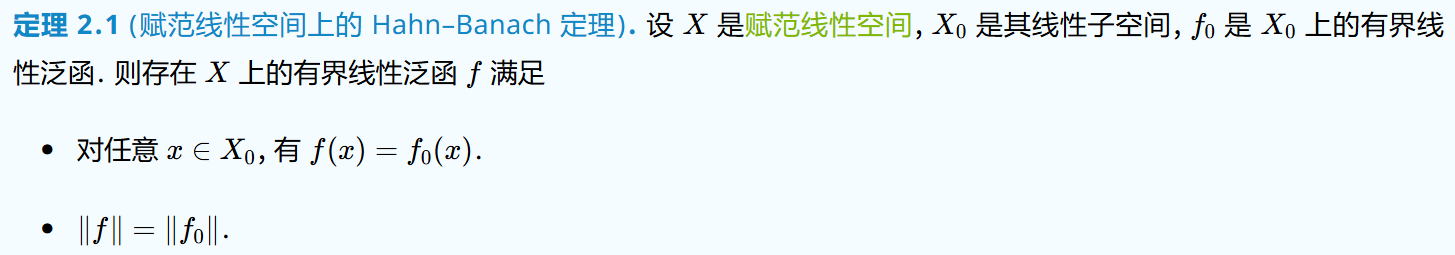 定理 2.1 (赋范线性空间上的 Hahn–Banach 定理). 设 X 是赋范线性空间, X₀ 是其线性子空间, f₀ 是 X₀ 上的有界线
性泛函. 则存在 X 上的有界线性泛函 f 满足
• 对任意 x ∈ X₀, 有 f(x) = f₀(x).
• ‖f‖ = ‖f₀‖.